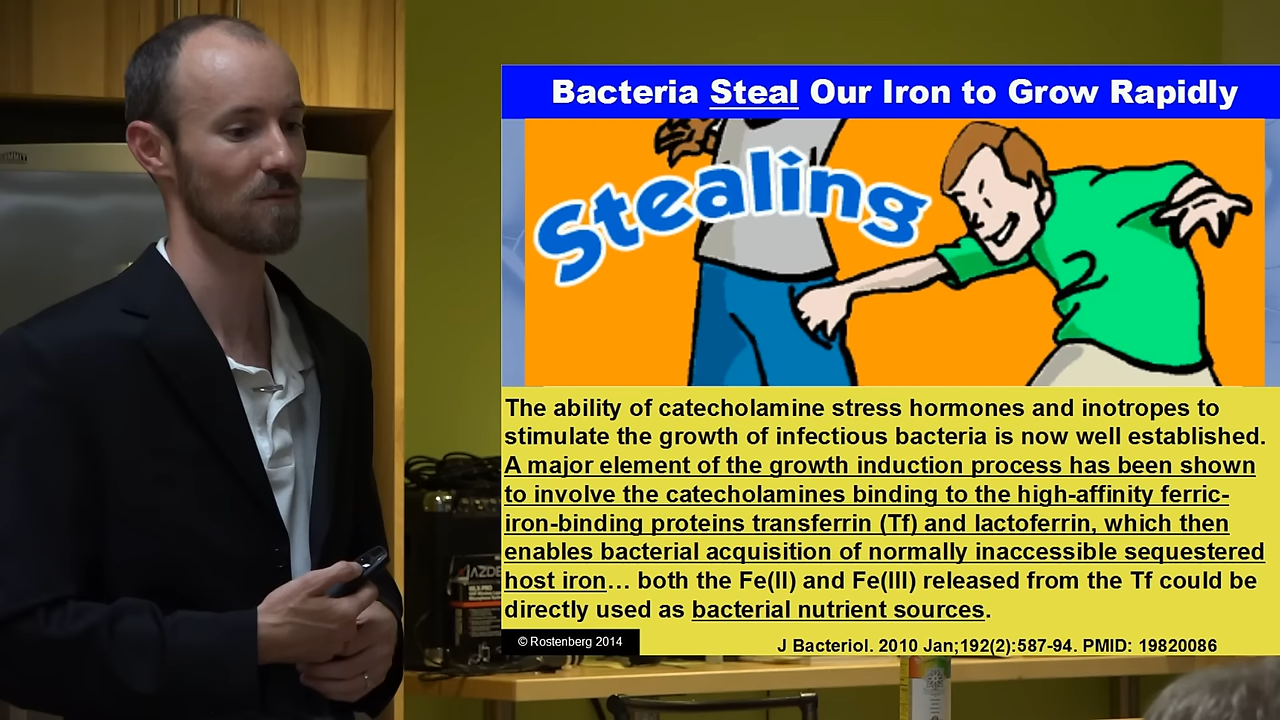 SUMMIT
Bacteria Steal Our Iron to Grow Rapidly
Stealing
The ability of catecholamine stress hormones and inotropes to
stimulate the growth of infectious bacteria is now well established.
A major element of the growth induction process has been shown
to involve the catecholamines binding to the high-affinity ferric-
iron-binding proteins transferrin (Tf) and lactoferrin, which then
enables bacterial acquisition of normally inaccessible sequestered
host iron… both the Fe(II) and Fe(III) released from the Tf could be
directly used as bacterial nutrient sources.
© Rostenberg 2014
J Bacteriol. 2010 Jan;192(2):587-94. PMID: 19820086
AZDE